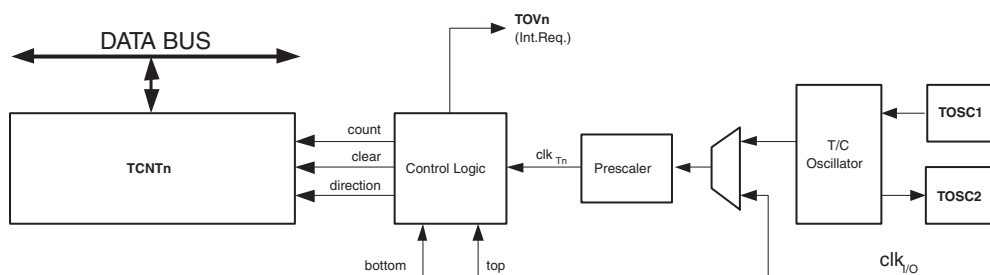 TOVn
(Int.Req.)
DATA BUS
TOSC1
count
T/C
Oscillator
clk Tn
TCNTn
clear
Control Logic
Prescaler
direction
TOSC2
bottom
top
clk I/O